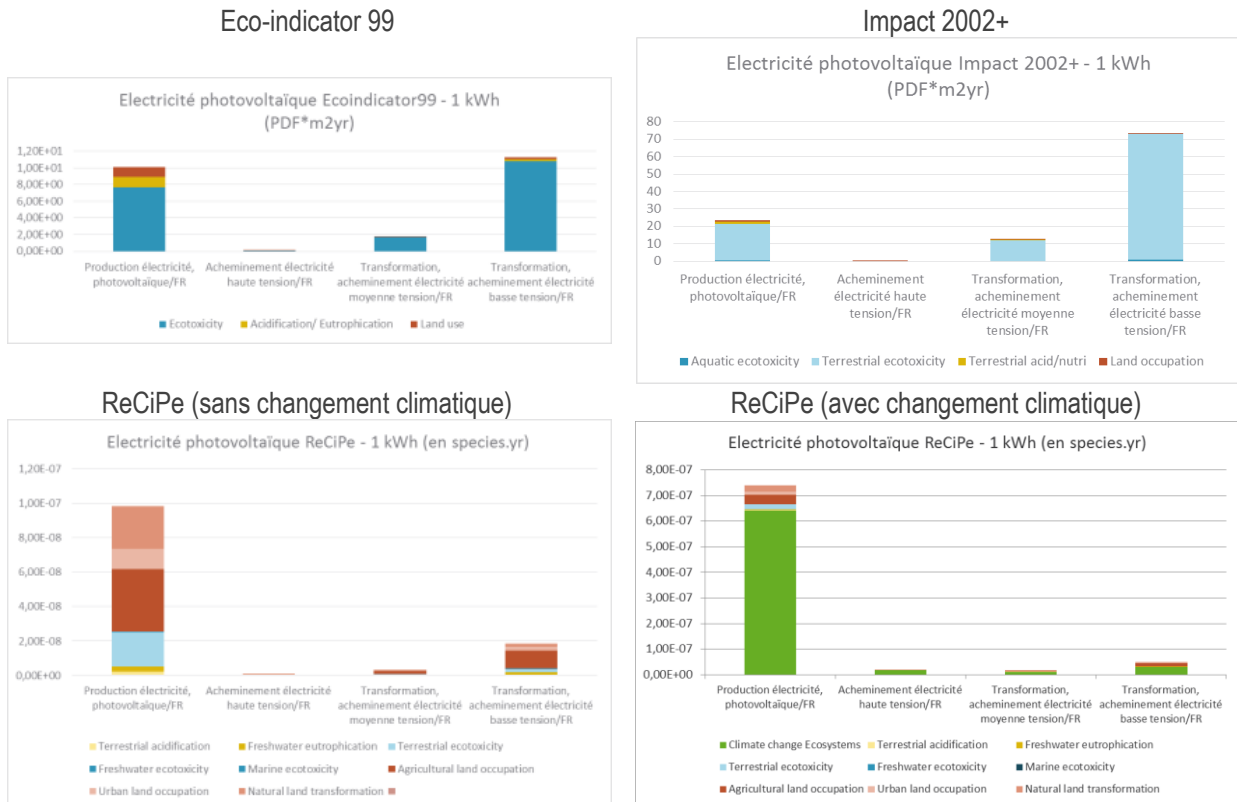 Eco-indicator 99
Electricité photovoltaïque Ecoindicator99 - 1 kWh
(PDF*m2yr)
1,20E+01
1,00E+01
8,00E+00
6,00E+00
4,00E+00
2,00E+00
0,00E+00
Production électricité,
photovoltaïque/FR
Acheminement électricité
haute tension/FR
Transformation,
acheminement électricité
moyenne tension/FR
Transformation,
acheminement électricité
basse tension/FR
Ecotoxicity
Acidification/ Eutrophication
Land use
Impact 2002+
Electricité photovoltaïque Impact 2002+ - 1 kWh
(PDF*m2yr)
80
70
60
50
40
30
20
10
0
Production électricité,
photovoltaïque/FR
Acheminement
électricité haute
tension/FR
Transformation,
acheminement
électricité moyenne
tension/FR
Transformation,
acheminement
électricité basse
tension/FR
Aquatic ecotoxicity
Terrestrial ecotoxicity
Terrestrial acid/nutri
Land occupation
ReCiPe (sans changement climatique)
Electricité photovoltaïque ReCiPe - 1 kWh (en species.yr)
1,20E-07
1,00E-07
8,00E-08
6,00E-08
4,00E-08
2,00E-08
0,00E+00
Production électricité,
photovoltaïque/FR
Acheminement électricité
haute tension/FR
Transformation,
acheminement électricité
moyenne tension/FR
Transformation,
acheminement électricité
basse tension/FR
Terrestrial acidification
Freshwater eutrophication
Terrestrial ecotoxicity
Freshwater ecotoxicity
Marine ecotoxicity
Agricultural land occupation
Urban land occupation
Natural land transformation
ReCiPe (avec changement climatique)
Electricité photovoltaïque ReCiPe - 1 kWh (en species.yr)
8,00E-07
7,00E-07
6,00E-07
5,00E-07
4,00E-07
3,00E-07
2,00E-07
1,00E-07
0,00E+00
Production électricité,
photovoltaïque/FR
Acheminement électricité
haute tension/FR
Transformation,
acheminement électricité
moyenne tension/FR
Transformation,
acheminement électricité
basse tension/FR
Climate change Ecosystems
Terrestrial acidification
Freshwater eutrophication
Terrestrial ecotoxicity
Freshwater ecotoxicity
Marine ecotoxicity
Agricultural land occupation
Urban land occupation
Natural land transformation